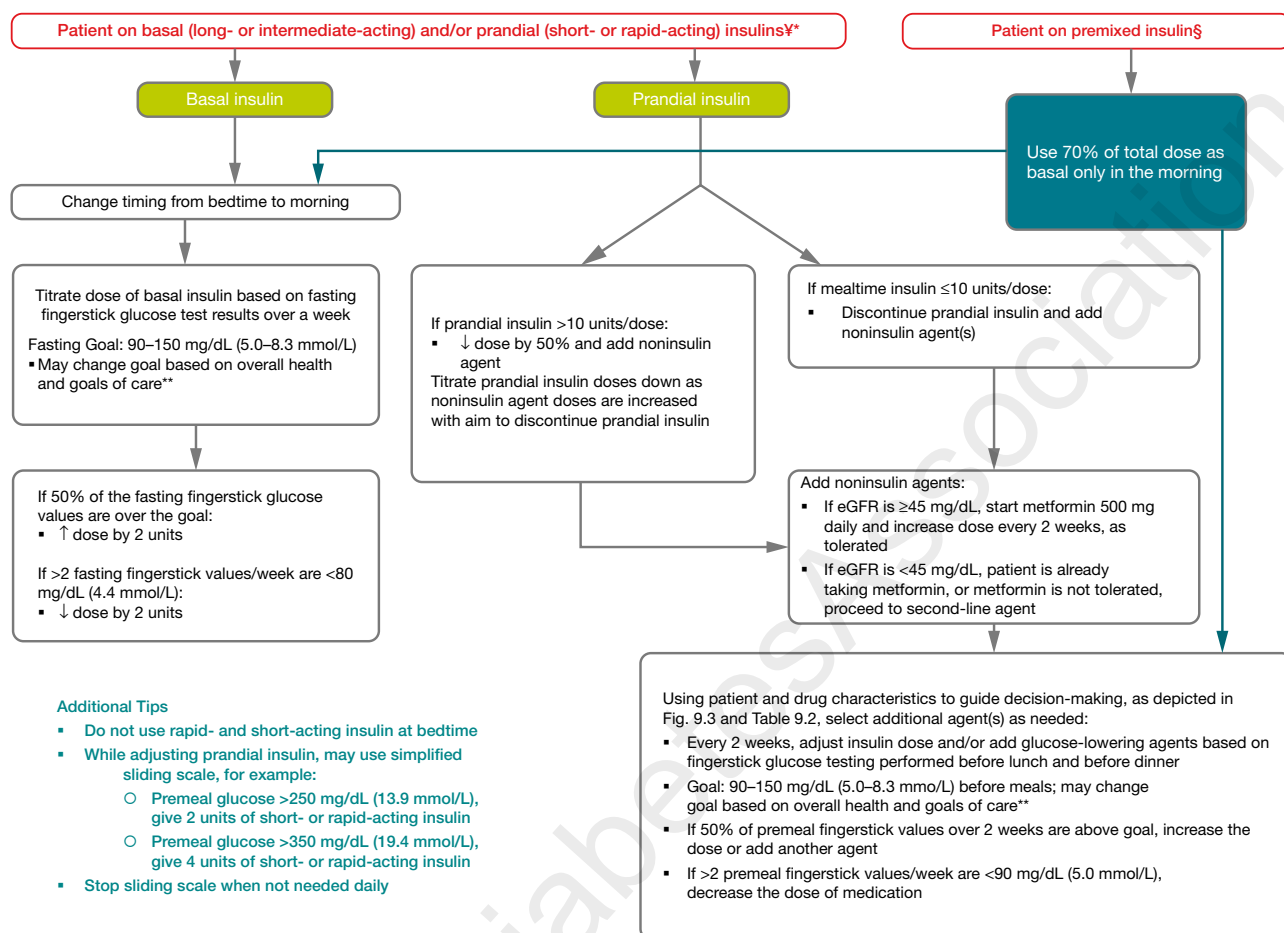 Patient on basal (long- or intermediate-acting) and/or prandial (short- or rapid-acting) insulins¥*
Patient on premixed insulin§
Basal insulin
Prandial insulin
Use 70% of total dose as
basal only in the morning
Change timing from bedtime to morning
Titrate dose of basal insulin based on fasting
fingerstick glucose test results over a week
Fasting Goal: 90–150 mg/dL (5.0–8.3 mmol/L)
▪ May change goal based on overall health
and goals of care**
If prandial insulin >10 units/dose:
▪ ↓ dose by 50% and add noninsulin
agent
Titrate prandial insulin doses down as
noninsulin agent doses are increased
with aim to discontinue prandial insulin
If mealtime insulin ≤10 units/dose:
▪ Discontinue prandial insulin and add
noninsulin agent(s)
If 50% of the fasting fingerstick glucose
values are over the goal:
▪ ↑ dose by 2 units
If >2 fasting fingerstick values/week are <80
mg/dL (4.4 mmol/L):
▪ ↓ dose by 2 units
Add noninsulin agents:
▪ If eGFR is ≥45 mg/dL, start metformin 500 mg
daily and increase dose every 2 weeks, as
tolerated
▪ If eGFR is <45 mg/dL, patient is already
taking metformin, or metformin is not tolerated,
proceed to second-line agent
Additional Tips
▪ Do not use rapid- and short-acting insulin at bedtime
▪ While adjusting prandial insulin, may use simplified
sliding scale, for example:
○ Premeal glucose >250 mg/dL (13.9 mmol/L),
give 2 units of short- or rapid-acting insulin
○ Premeal glucose >350 mg/dL (19.4 mmol/L),
give 4 units of short- or rapid-acting insulin
▪ Stop sliding scale when not needed daily
Using patient and drug characteristics to guide decision-making, as depicted in
Fig. 9.3 and Table 9.2, select additional agent(s) as needed:
▪ Every 2 weeks, adjust insulin dose and/or add glucose-lowering agents based on
fingerstick glucose testing performed before lunch and before dinner
▪ Goal: 90–150 mg/dL (5.0–8.3 mmo/L) before meals; may change
goal based on overall health and goals of care**
▪ If 50% of premeal fingerstick values over 2 weeks are above goal, increase the
dose or add another agent
▪ If >2 premeal fingerstick values/week are <90 mg/dL (5.0 mmol/L),
decrease the dose of medication
iabetesAssociation